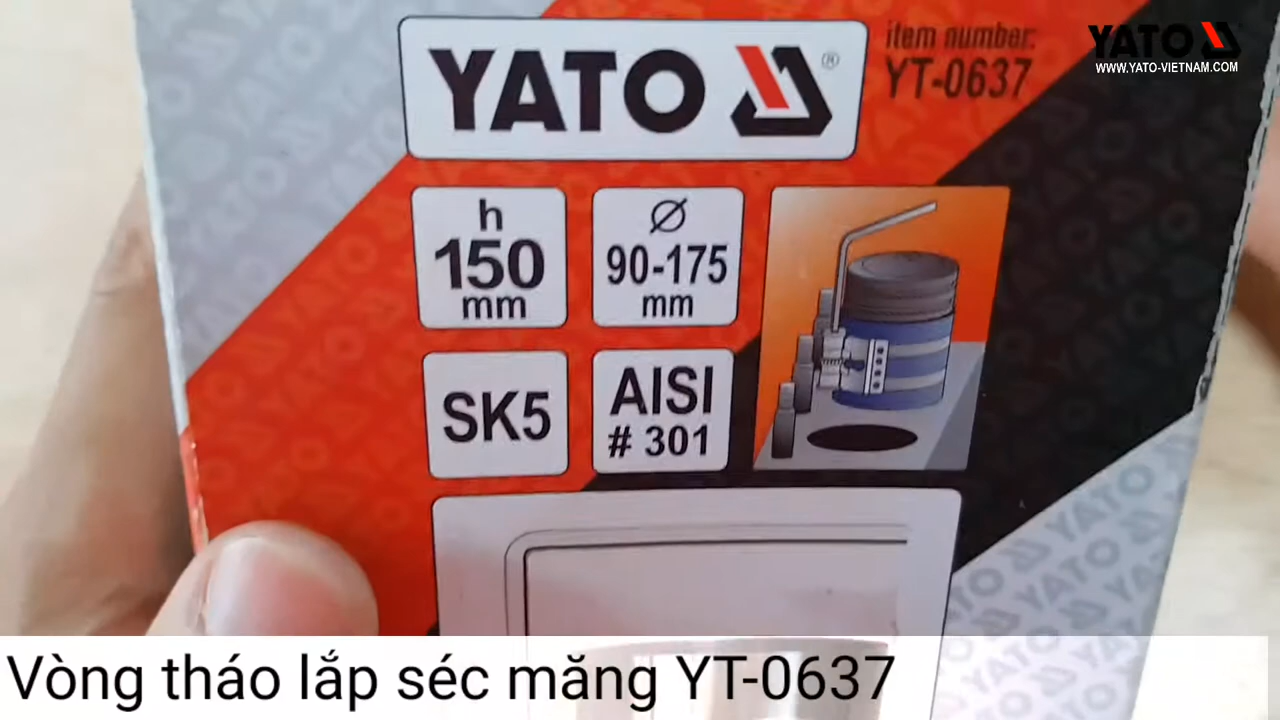 YATO ®
item number:
YT-0637
YATO
WWW.YATO-VIETNAM.COM
h
150
mm
Ø
90-175
mm
SK5
AISI
# 301
Vòng tháo lắp séc măng YT-0637